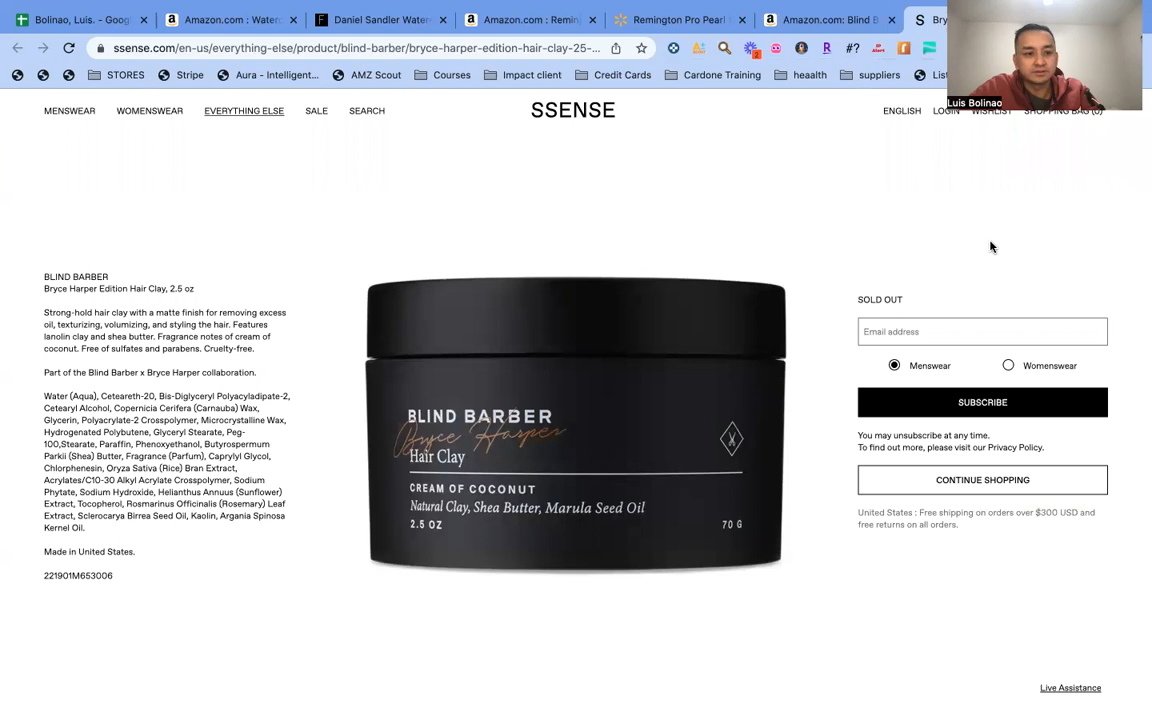 Bolinao, Luis. - Goog
Amazon.com : Water
Daniel Sandler Water
Amazon.com : Remin
Remington Pro Pearl
Amazon.com: Blind B
Bry
ssense.com/en-us/everything-else/product/blind-barber/bryce-harper-edition-hair-clay-25-...
STORES
Stripe
Aura - Intelligent...
AMZ Scout
Courses
Impact client
Credit Cards
Cardone Training
heaalth
suppliers
List
Luis Bolinao
MENSWEAR
WOMENSWEAR
EVERYTHING ELSE
SALE
SEARCH
SSENSE
ENGLISH
LOGIN
WISHLIST
SHOPPING BAG (0)
BLIND BARBER
Bryce Harper Edition Hair Clay, 2.5 oz
Strong-hold hair clay with a matte finish for removing excess
oil, texturizing, volumizing, and styling the hair. Features
lanolin clay and shea butter. Fragrance notes of cream of
coconut. Free of sulfates and parabens. Cruelty-free.
Part of the Blind Barber x Bryce Harper collaboration.
Water (Aqua), Ceteareth-20, Bis-Diglyceryl Polyacyladipate-2,
Cetearyl Alcohol, Copernicia Cerifera (Carnauba) Wax,
Glycerin, Polyacrylate-2 Crosspolymer, Microcrystalline Wax,
Hydrogenated Polybutene, Glyceryl Stearate, Peg-
100,Stearate, Paraffin, Phenoxyethanol, Butyrospermum
Parkii (Shea) Butter, Fragrance (Parfum), Caprylyl Glycol,
Chlorphenesin, Oryza Sativa (Rice) Bran Extract,
Acrylates/C10-30 Alkyl Acrylate Crosspolymer, Sodium
Phytate, Sodium Hydroxide, Helianthus Annuus (Sunflower)
Extract, Tocopherol, Rosmarinus Officinalis (Rosemary) Leaf
Extract, Sclerocarya Birrea Seed Oil, Kaolin, Argania Spinosa
Kernel Oil.
Made in United States.
221901M653006
BLIND BARBER
Bryce Harper
Hair Clay
CREAM OF COCONUT
Natural Clay, Shea Butter, Marula Seed Oil
2.5 OZ
70 G
SOLD OUT
Email address
Menswear
Womenswear
SUBSCRIBE
You may unsubscribe at any time.
To find out more, please visit our Privacy Policy.
CONTINUE SHOPPING
United States : Free shipping on orders over $300 USD and
free returns on all orders.
Live Assistance